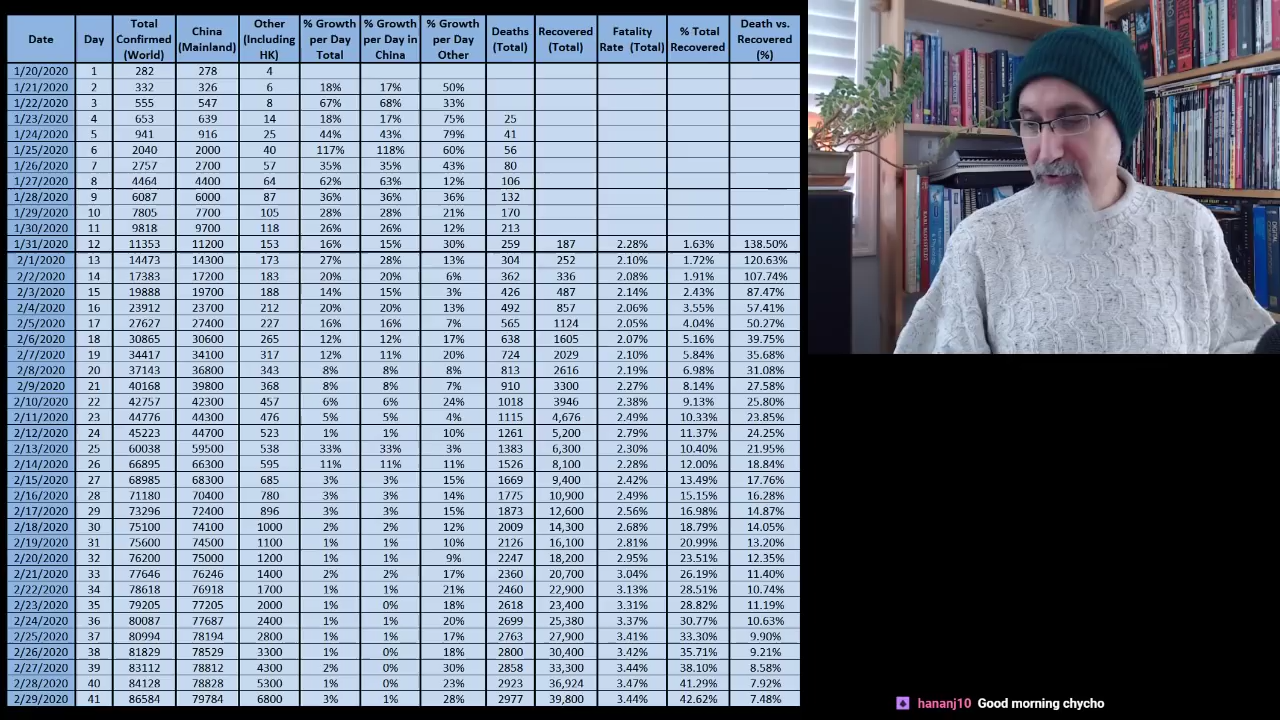 Date Day Total Confirmed (World) China (Mainland) Other (Including HK) % Growth per Day Total % Growth per Day in China % Growth per Day Other Deaths (Total) Recovered (Total) Fatality Rate (Total) % Total Recovered Death vs. Recovered (%)
1/20/2020 1 282 278 4
1/21/2020 2 332 326 6 18% 17% 50%
1/22/2020 3 555 547 8 67% 68% 33%
1/23/2020 4 653 639 14 18% 17% 75% 25
1/24/2020 5 941 916 25 44% 43% 79% 41
1/25/2020 6 2040 2000 40 117% 118% 60% 56
1/26/2020 7 2757 2700 57 35% 35% 43% 80
1/27/2020 8 4464 4400 64 62% 63% 12% 106
1/28/2020 9 6087 6000 87 36% 36% 36% 132
1/29/2020 10 7805 7700 105 28% 28% 21% 170
1/30/2020 11 9818 9700 118 26% 26% 12% 213
1/31/2020 12 11353 11200 153 16% 15% 30% 259 187 2.28% 1.63% 138.50%
2/1/2020 13 14473 14300 173 27% 28% 13% 304 252 2.10% 1.72% 120.63%
2/2/2020 14 17383 17200 183 20% 20% 6% 362 336 2.08% 1.91% 107.74%
2/3/2020 15 19888 19700 188 14% 15% 3% 426 487 2.14% 2.43% 87.47%
2/4/2020 16 23912 23700 212 20% 20% 13% 492 857 2.06% 3.55% 57.41%
2/5/2020 17 27627 27400 227 16% 16% 7% 565 1124 2.05% 4.04% 50.27%
2/6/2020 18 30865 30600 265 12% 12% 17% 638 1605 2.07% 5.16% 39.75%
2/7/2020 19 34417 34100 317 12% 11% 20% 724 2029 2.10% 5.84% 35.68%
2/8/2020 20 37143 36800 343 8% 8% 8% 813 2616 2.19% 6.98% 31.08%
2/9/2020 21 40168 39800 368 8% 8% 7% 910 3300 2.27% 8.14% 27.58%
2/10/2020 22 42757 42300 457 6% 6% 24% 1018 3946 2.38% 9.13% 25.80%
2/11/2020 23 44776 44300 476 5% 5% 4% 1115 4,676 2.49% 10.33% 23.85%
2/12/2020 24 45223 44700 523 1% 1% 10% 1261 5,200 2.79% 11.37% 24.25%
2/13/2020 25 60038 59500 538 33% 33% 3% 1383 6,300 2.30% 10.40% 21.95%
2/14/2020 26 66895 66300 595 11% 11% 11% 1526 8,100 2.28% 12.00% 18.84%
2/15/2020 27 68985 68300 685 3% 3% 15% 1669 9,400 2.42% 13.49% 17.76%
2/16/2020 28 71180 70400 780 3% 3% 14% 1775 10,900 2.49% 15.15% 16.28%
2/17/2020 29 73296 72400 896 3% 3% 15% 1873 12,600 2.56% 16.98% 14.87%
2/18/2020 30 75100 74100 1000 2% 2% 12% 2009 14,300 2.68% 18.79% 14.05%
2/19/2020 31 75600 74500 1100 1% 1% 10% 2126 16,100 2.81% 20.99% 13.20%
2/20/2020 32 76200 75000 1200 1% 1% 9% 2247 18,200 2.95% 23.51% 12.35%
2/21/2020 33 77646 76246 1400 2% 2% 17% 2360 20,700 3.04% 26.19% 11.40%
2/22/2020 34 78618 76918 1700 1% 1% 21% 2460 22,900 3.13% 28.51% 10.74%
2/23/2020 35 79205 77205 2000 1% 0% 18% 2618 23,400 3.31% 28.82% 11.19%
2/24/2020 36 80087 77687 2400 1% 1% 20% 2699 25,380 3.37% 30.77% 10.63%
2/25/2020 37 80994 78194 2800 1% 1% 17% 2763 27,900 3.41% 33.30% 9.90%
2/26/2020 38 81829 78529 3300 1% 0% 18% 2800 30,400 3.42% 35.71% 9.21%
2/27/2020 39 83112 78812 4300 2% 0% 30% 2858 33,300 3.44% 38.10% 8.58%
2/28/2020 40 84128 78828 5300 1% 0% 23% 2923 36,924 3.47% 41.29% 7.92%
2/29/2020 41 86584 79784 6800 3% 1% 28% 2977 39,800 3.44% 42.62% 7.48%
hananj10 Good morning chycho